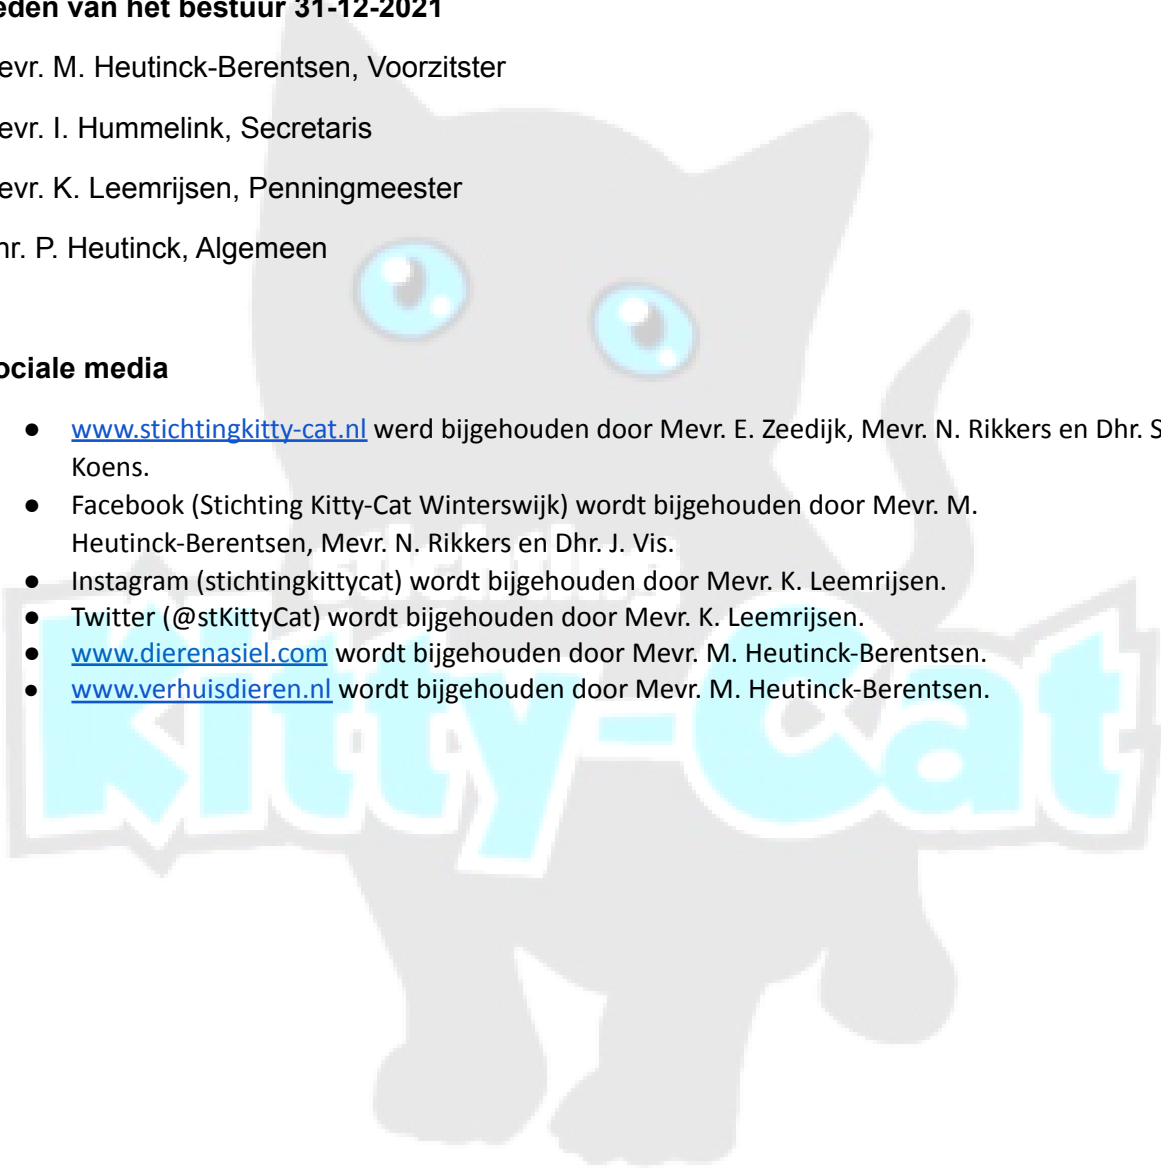 eden van het bestuur 31-12-2021
evr. M. Heutinck-Berentsen, Voorzitster
evr. I. Hummelink, Secretaris
evr. K. Leemrijsen, Penningmeester
hr. P. Heutinck, Algemeen
ociale media
● www.stichtingkitty-cat.nl werd bijgehouden door Mevr. E. Zeedijk, Mevr. N. Rikkers en Dhr. S
Koens.
● Facebook (Stichting Kitty-Cat Winterswijk) wordt bijgehouden door Mevr. M.
Heutinck-Berentsen, Mevr. N. Rikkers en Dhr. J. Vis.
Stichting
● Instagram (stichtingkittycat) wordt bijgehouden door Mevr. K. Leemrijsen.
● Twitter (@stKittyCat) wordt bijgehouden door Mevr. K. Leemrijsen.
● www.dierenasiel.com wordt bijgehouden door Mevr. M. Heutinck-Berentsen.
● www.verhuisdieren.nl wordt bijgehouden door Mevr. M. Heutinck-Berentsen.
Kitty-Cat